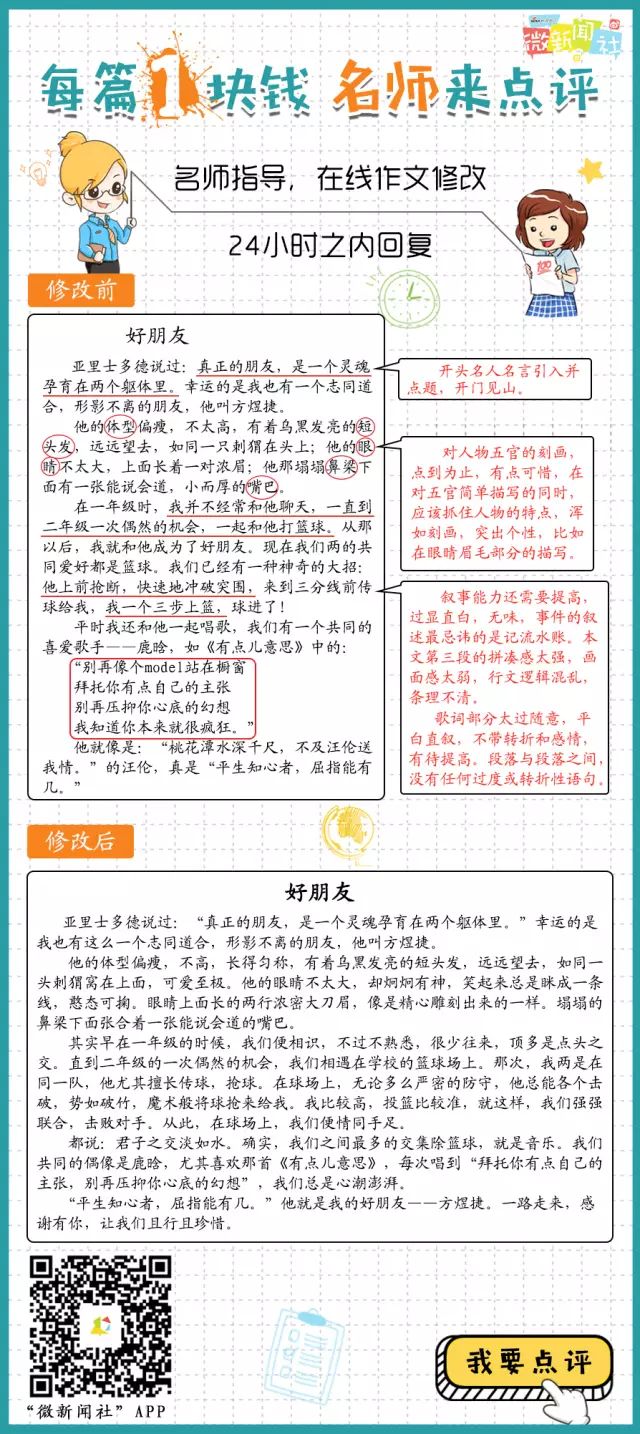 微新闻社
每篇1块钱 名师来点评
名师指导，在线作文修改
24小时之内回复
修改前
好朋友
亚里士多德说过：真正的朋友，是一个灵魂
孕育在两个躯体里。幸运的是我也有一个志同道
合，形影不离的朋友，他叫方煜捷。
他的体型偏瘦，不太高，有着乌黑发亮的短
头发，远远望去，如同一只刺猬在头上；他的眼
睛不太大，上面长着一对浓眉；他那塌塌鼻梁下
面有一张能说会道，小而厚的嘴巴。
在一年级时，我并不经常和他聊天，一直到
二年级一次偶然的机会，一起和他打篮球。从那
以后，我就和他成为了好朋友。现在我们两的共
同爱好都是篮球。我们已经有一种神奇的大招：
他上前抢断，快速地冲破突围，来到三分线前传
球给我，我一个三步上篮，球进了！
平时我还和他一起唱歌，我们有一个共同的
喜爱歌手——鹿晗，如《有点儿意思》中的：
“别再像个model站在橱窗
拜托你有点自己的主张
别再压抑你心底的幻想
我知道你本来就很疯狂。”
他就像是：“桃花潭水深千尺，不及汪伦送
我情。”的汪伦，真是“平生知心者，屈指能有
几。”
开头名人名言引入并
点题，开门见山。
对人物五官的刻画，
点到为止，有点可惜，在
对五官简单描写的同时，
应该抓住人物的特点，浑
如刻画，突出个性，比如
在眼睛眉毛部分的描写。
叙事能力还需要提高，
过显直白，无味，事件的叙
述最忌讳的是记流水账。本
文第三段的拼凑感太强，画
面感太弱，行文逻辑混乱，
条理不清。
歌词部分太过随意，平
白直叙，不带转折和感情，
有待提高。段落与段落之间，
没有任何过度或转折性语句。
修改后
好朋友
亚里士多德说过：“真正的朋友，是一个灵魂孕育在两个躯体里。”幸运的是
我也有这么一个志同道合，形影不离的朋友，他叫方煜捷。
他的体型偏瘦，不高，长得匀称，有着乌黑发亮的短头发，远远望去，如同一
头刺猬窝在上面，可爱至极。他的眼睛不太大，却炯炯有神，笑起来总是眯成一条
线，憨态可掬。眼睛上面长的两行浓密大刀眉，像是精心雕刻出来的一样。塌塌的
鼻梁下面张合着一张能说会道的嘴巴。
其实早在一年级的时候，我们便相识，不过不熟悉，很少往来，顶多是点头之
交。直到二年级的一次偶然的机会，我们相遇在学校的篮球场上。那次，我两是在
同一队，他尤其擅长传球，抢球。在球场上，无论多么严密的防守，他总能各个击
破，势如破竹，魔术般将球抢来给我。我比较高，投篮比较准，就这样，我们强强
联合，击败对手。从此，在球场上，我们便情同手足。
都说：君子之交淡如水。确实，我们之间最多的交集除篮球，就是音乐。我们
共同的偶像是鹿晗，尤其喜欢那首《有点儿意思》，每次唱到“拜托你有点自己的
主张，别再压抑你心底的幻想”，我们总是心潮澎湃。
“平生知心者，屈指能有几。”他就是我的好朋友——方煜捷。一路走来，感
谢有你，让我们且行且珍惜。
“微新闻社”APP
我要点评